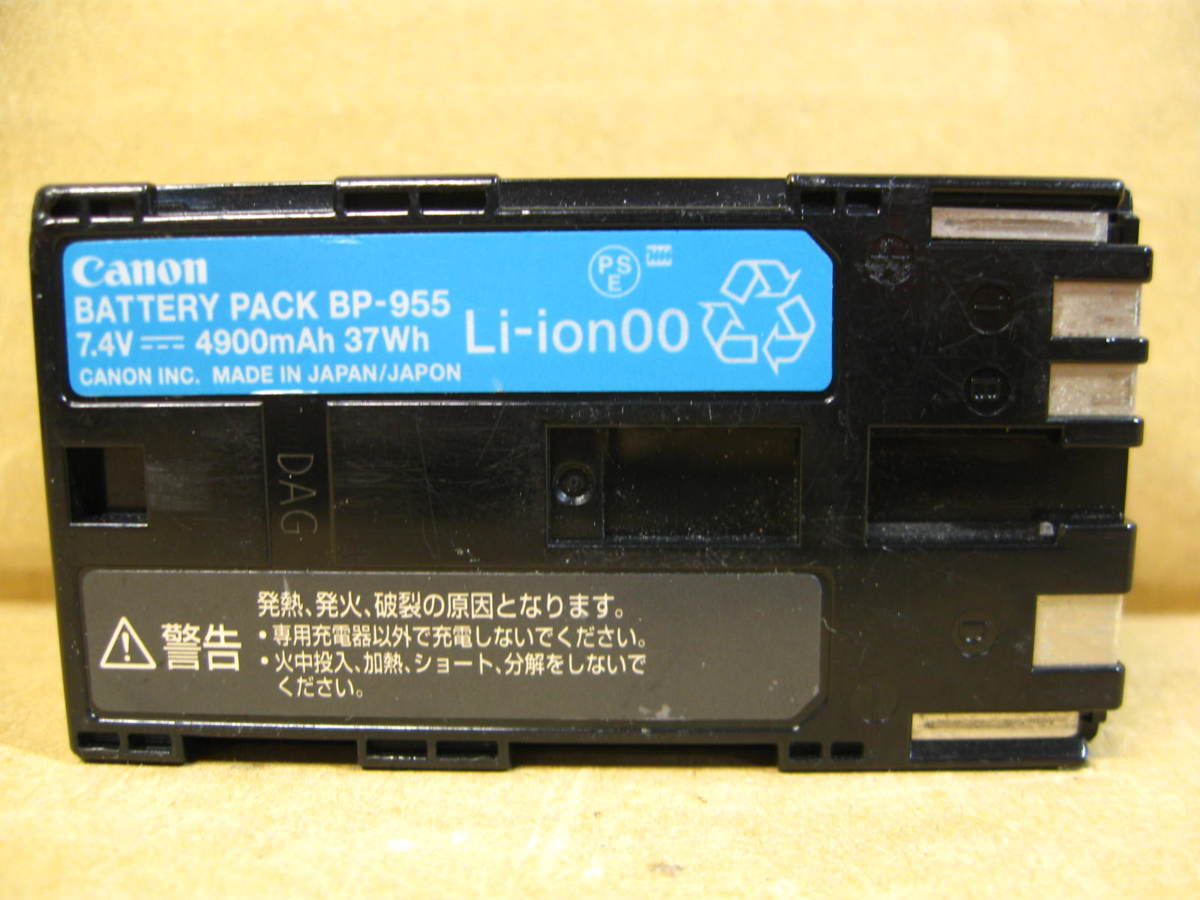 Canon
BATTERY PACK BP-955
7.4V 4900mAh 37Wh
CANON INC. MADE IN JAPAN/JAPON
Li-ion00
PS
E
DAG
警告
発熱、発火、破裂の原因となります。
・専用充電器以外で充電しないでください。
・火中投入、加熱、ショート、分解をしないで
ください。